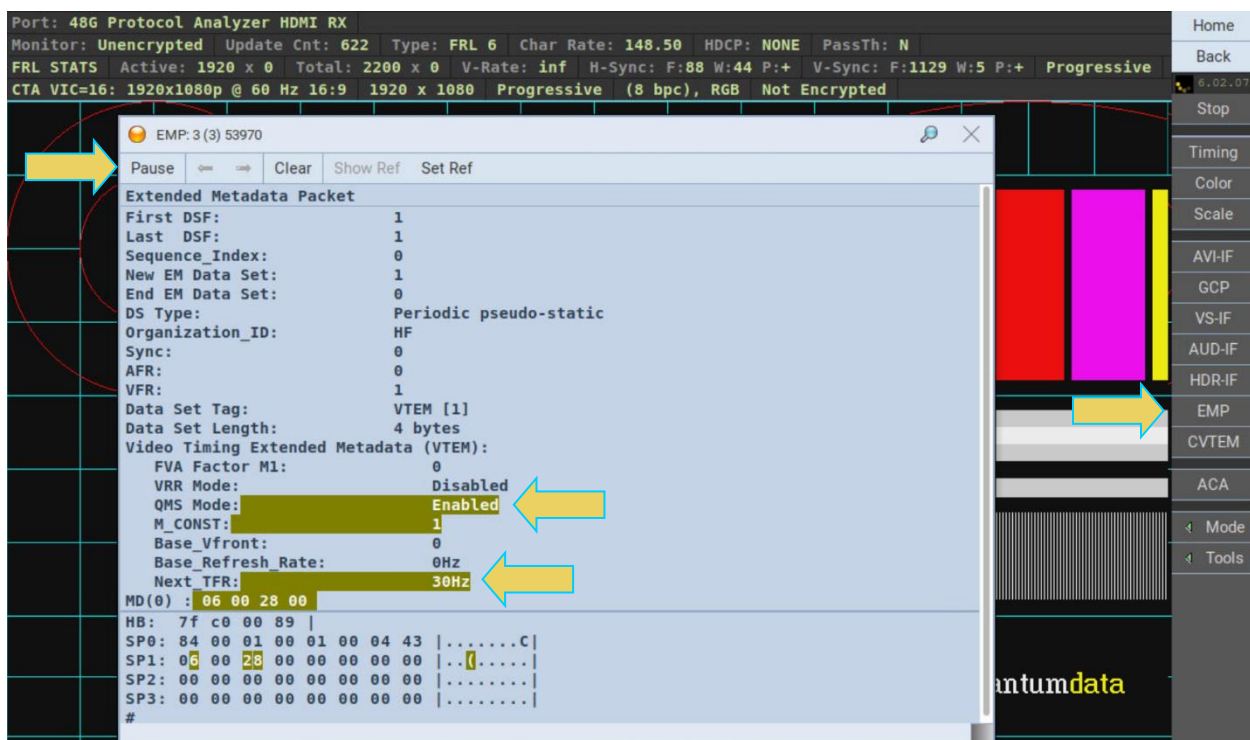 Port: 48G Protocol Analyzer HDMI RX
Monitor: Unencrypted Update Cnt: 622 Type: FRL 6 Char Rate: 148.50 HDCP: NONE PassTh: N
FRL STATS Active: 1920 x 0 Total: 2200 x 0 V-Rate: inf H-Sync: F:88 W:44 P:+ V-Sync: F:1129 W:5 P:+ Progressive
CTA VIC=16: 1920x1080p @ 60 Hz 16:9 1920 x 1080 Progressive (8 bpc), RGB Not Encrypted
EMP: 3 (3) 53970
Pause Clear Show Ref Set Ref
Extended Metadata Packet
First DSF: 1
Last DSF: 1
Sequence_Index: 0
New EM Data Set: 1
End EM Data Set: 0
DS Type: Periodic pseudo-static
Organization_ID: HF
Sync: 0
AFR: 0
VFR: 1
Data Set Tag: VTEM [1]
Data Set Length: 4 bytes
Video Timing Extended Metadata (VTEM):
FVA Factor M1: 0
VRR Mode: Disabled
QMS Mode: Enabled
M_CONST: 1
Base_Vfront: 0
Base_Refresh_Rate: 0Hz
Next_TFR: 30Hz
MD(0) : 06 00 28 00
HB: 7f c0 00 89 |
SP0: 84 00 01 00 01 00 04 43 |.......C|
SP1: 06 00 28 00 00 00 00 00 |..(.....|
SP2: 00 00 00 00 00 00 00 00 |........|
SP3: 00 00 00 00 00 00 00 00 |........|
#
antumdata
Home
Back
6.02.07
Stop
Timing
Color
Scale
AVI-IF
GCP
VS-IF
AUD-IF
HDR-IF
EMP
CVTEM
ACA
Mode
Tools